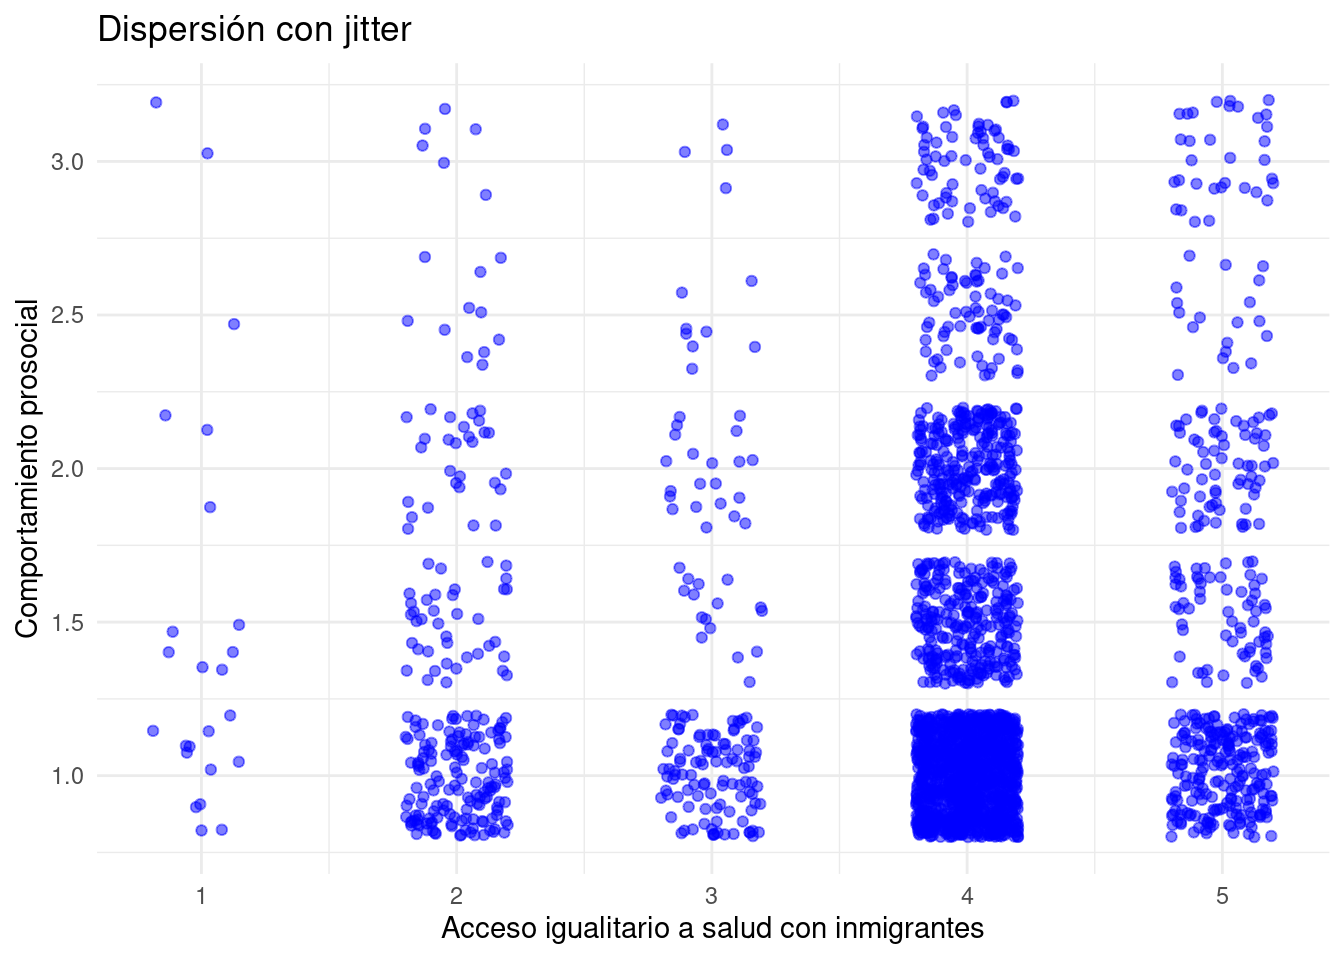 Dispersión con jitter
Comportamiento prosocial
3.0
2.5
2.0
1.5
1.0
1 2 3 4 5
Acceso igualitario a salud con inmigrantes